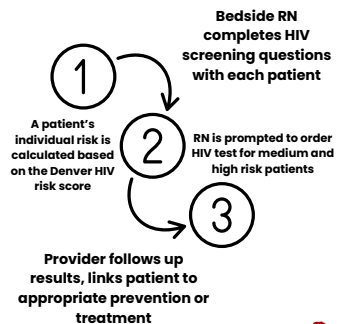 Bedside RN
completes HIV
screening questions
with each patient
1
A patient's
individual risk is
calculated based
on the Denver HIV
risk score
2
RN is prompted to order
HIV test for medium and
high risk patients
3
Provider follows up
results, links patient to
appropriate prevention or
treatment